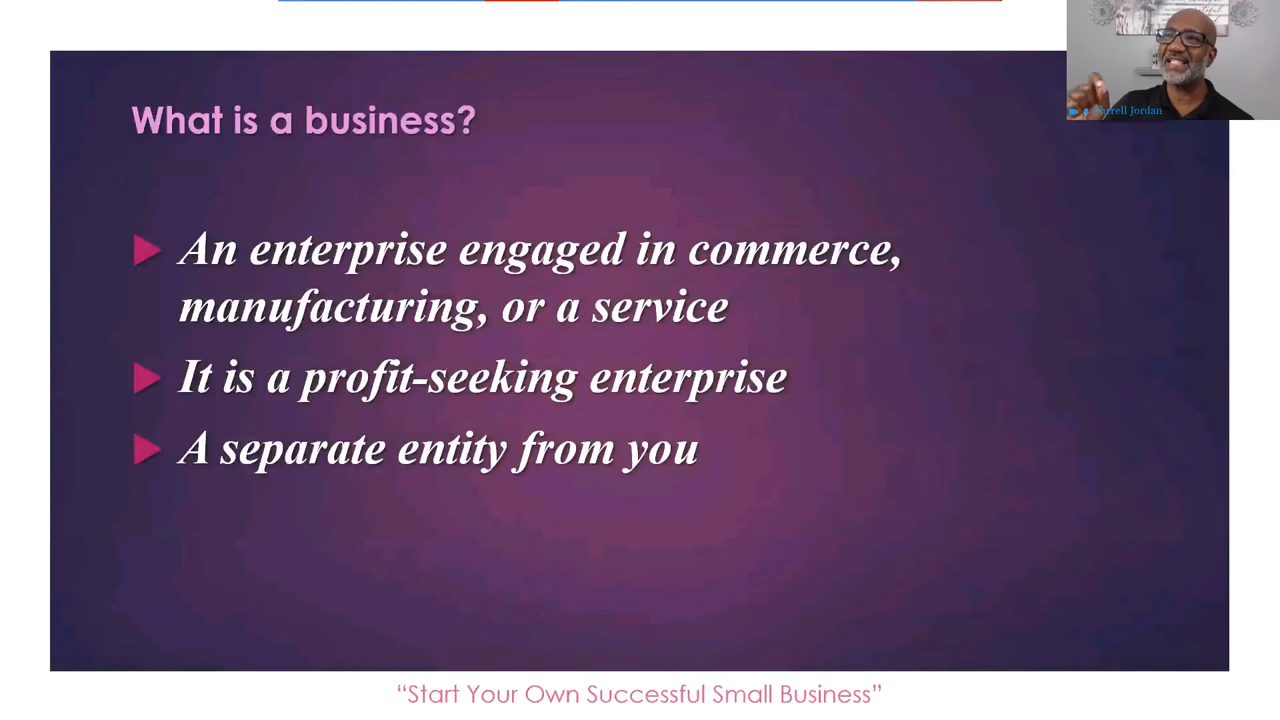 What is a business?
An enterprise engaged in commerce,
manufacturing, or a service
It is a profit-seeking enterprise
A separate entity from you
Jordan
“Start Your Own Successful Small Business”